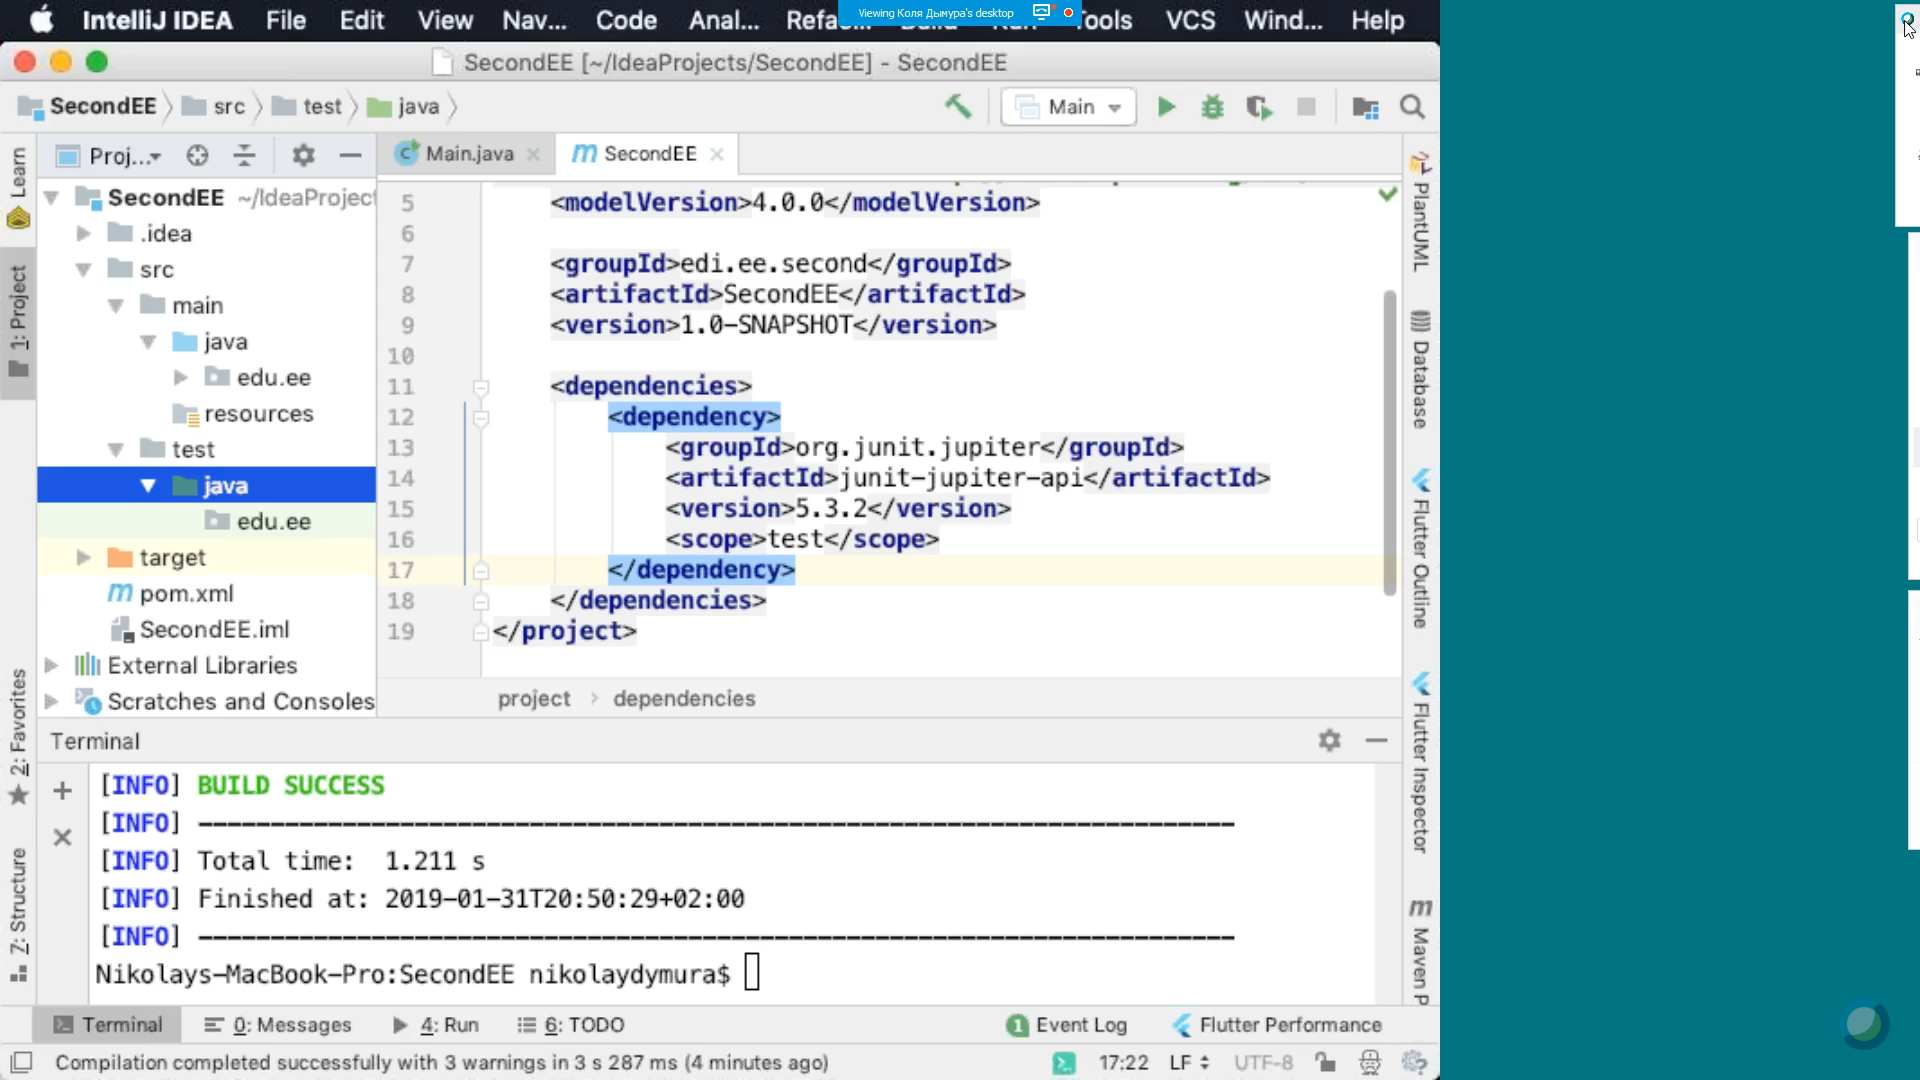 IntelliJ IDEA File Edit View Nav... Code Anal... Refa... Tools VCS Wind... Help
Viewing Коля Дымура's desktop
SecondEE [~/IdeaProjects/SecondEE] - SecondEE
SecondEE src test java
Main
Proj...
Main.java
SecondEE
Learn
1: Project
2: Favorites
7: Structure
SecondEE ~/IdeaProject
.idea
src
main
java
edu.ee
resources
test
java
edu.ee
target
pom.xml
SecondEE.iml
External Libraries
Scratches and Consoles
5 <modelVersion>4.0.0</modelVersion>
6
7 <groupId>edi.ee.second</groupId>
8 <artifactId>SecondEE</artifactId>
9 <version>1.0-SNAPSHOT</version>
10
11 <dependencies>
12 <dependency>
13 <groupId>org.junit.jupiter</groupId>
14 <artifactId>junit-jupiter-api</artifactId>
15 <version>5.3.2</version>
16 <scope>test</scope>
17 </dependency>
18 </dependencies>
19 </project>
project > dependencies
PlantUML
Database
Flutter Outline
Flutter Inspector
Maven P
Terminal
[INFO] BUILD SUCCESS
[INFO] ------------------------------------------------------------------------
[INFO] Total time:  1.211 s
[INFO] Finished at: 2019-01-31T20:50:29+02:00
[INFO] ------------------------------------------------------------------------
Nikolays-MacBook-Pro:SecondEE nikolaydymura$
Terminal 0: Messages 4: Run 6: TODO 1 Event Log Flutter Performance
Compilation completed successfully with 3 warnings in 3 s 287 ms (4 minutes ago) 17:22 LF UTF-8